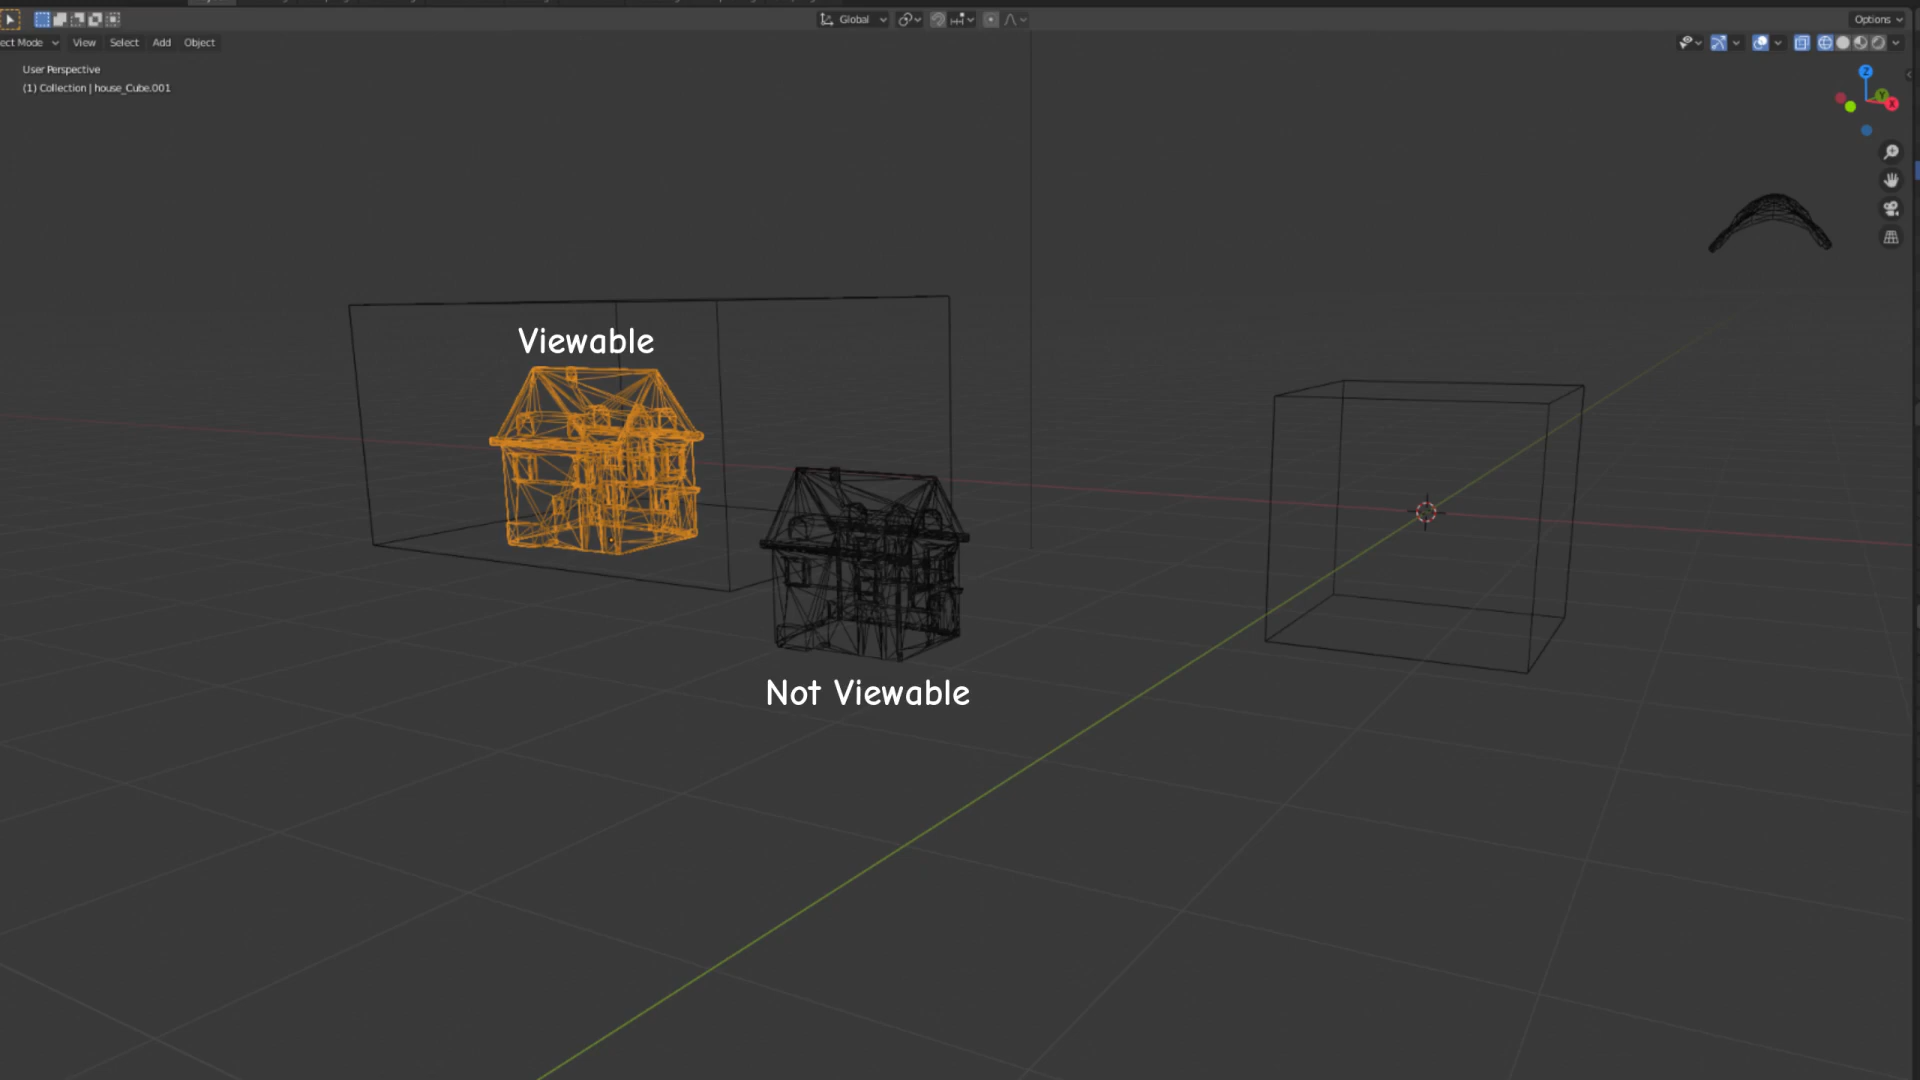 Global
Options
ect Mode
View
Select
Add
Object
User Perspective
(1) Collection | house_Cube.001
Z
Y
X
Viewable
Not Viewable